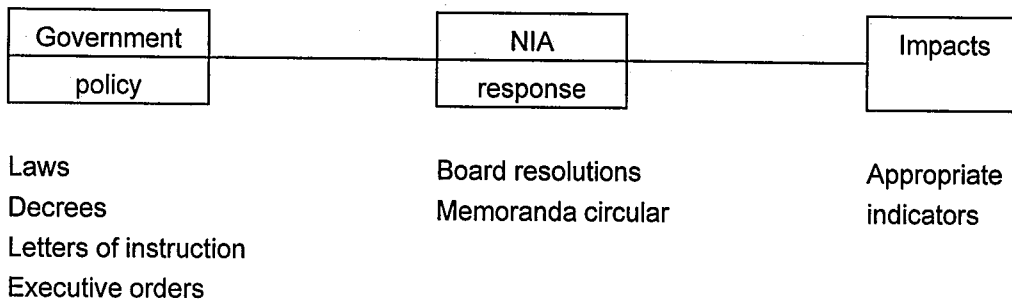 Government
policy
NIA
response
Impacts
Laws
Decrees
Letters of instruction
Executive orders
Board resolutions
Memoranda circular
Appropriate
indicators